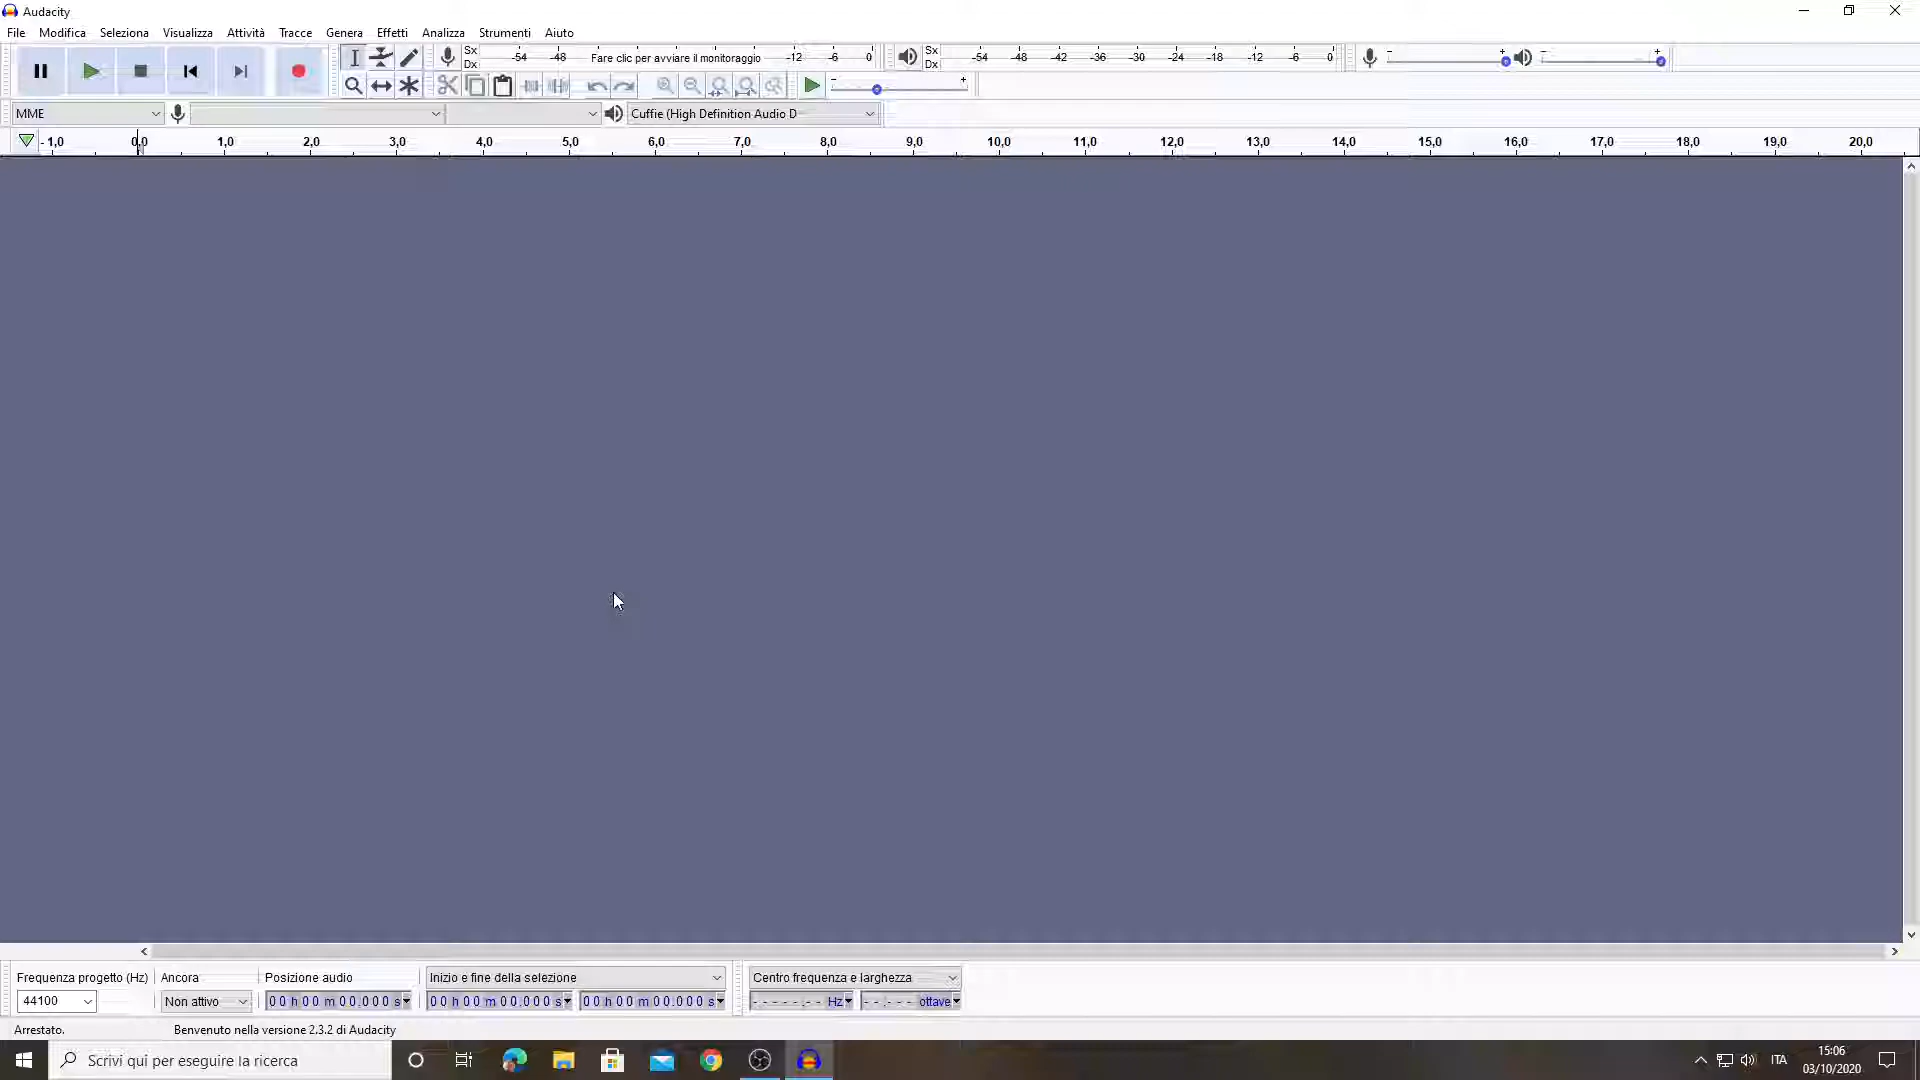 Audacity
File Modifica Seleziona Visualizza Attività Tracce Genera Effetti Analizza Strumenti Aiuto
Sx -54 -48 Fare clic per avviare il monitoraggio -12 -6 0 Sx -54 -48 -42 -36 -30 -24 -18 -12 -6 0 - + - +
Dx Dx
- +
MME Cuffie (High Definition Audio D
- 1,0 0,0 1,0 2,0 3,0 4,0 5,0 6,0 7,0 8,0 9,0 10,0 11,0 12,0 13,0 14,0 15,0 16,0 17,0 18,0 19,0 20,0
Frequenza progetto (Hz) Ancora Posizione audio Inizio e fine della selezione Centro frequenza e larghezza
44100 Non attivo 00 h 00 m 00.000 s 00 h 00 m 00.000 s 00 h 00 m 00.000 s - - - - - - . - - Hz - - . - - - ottave
Arrestato. Benvenuto nella versione 2.3.2 di Audacity
Scrivi qui per eseguire la ricerca ITA 15:06
03/10/2020